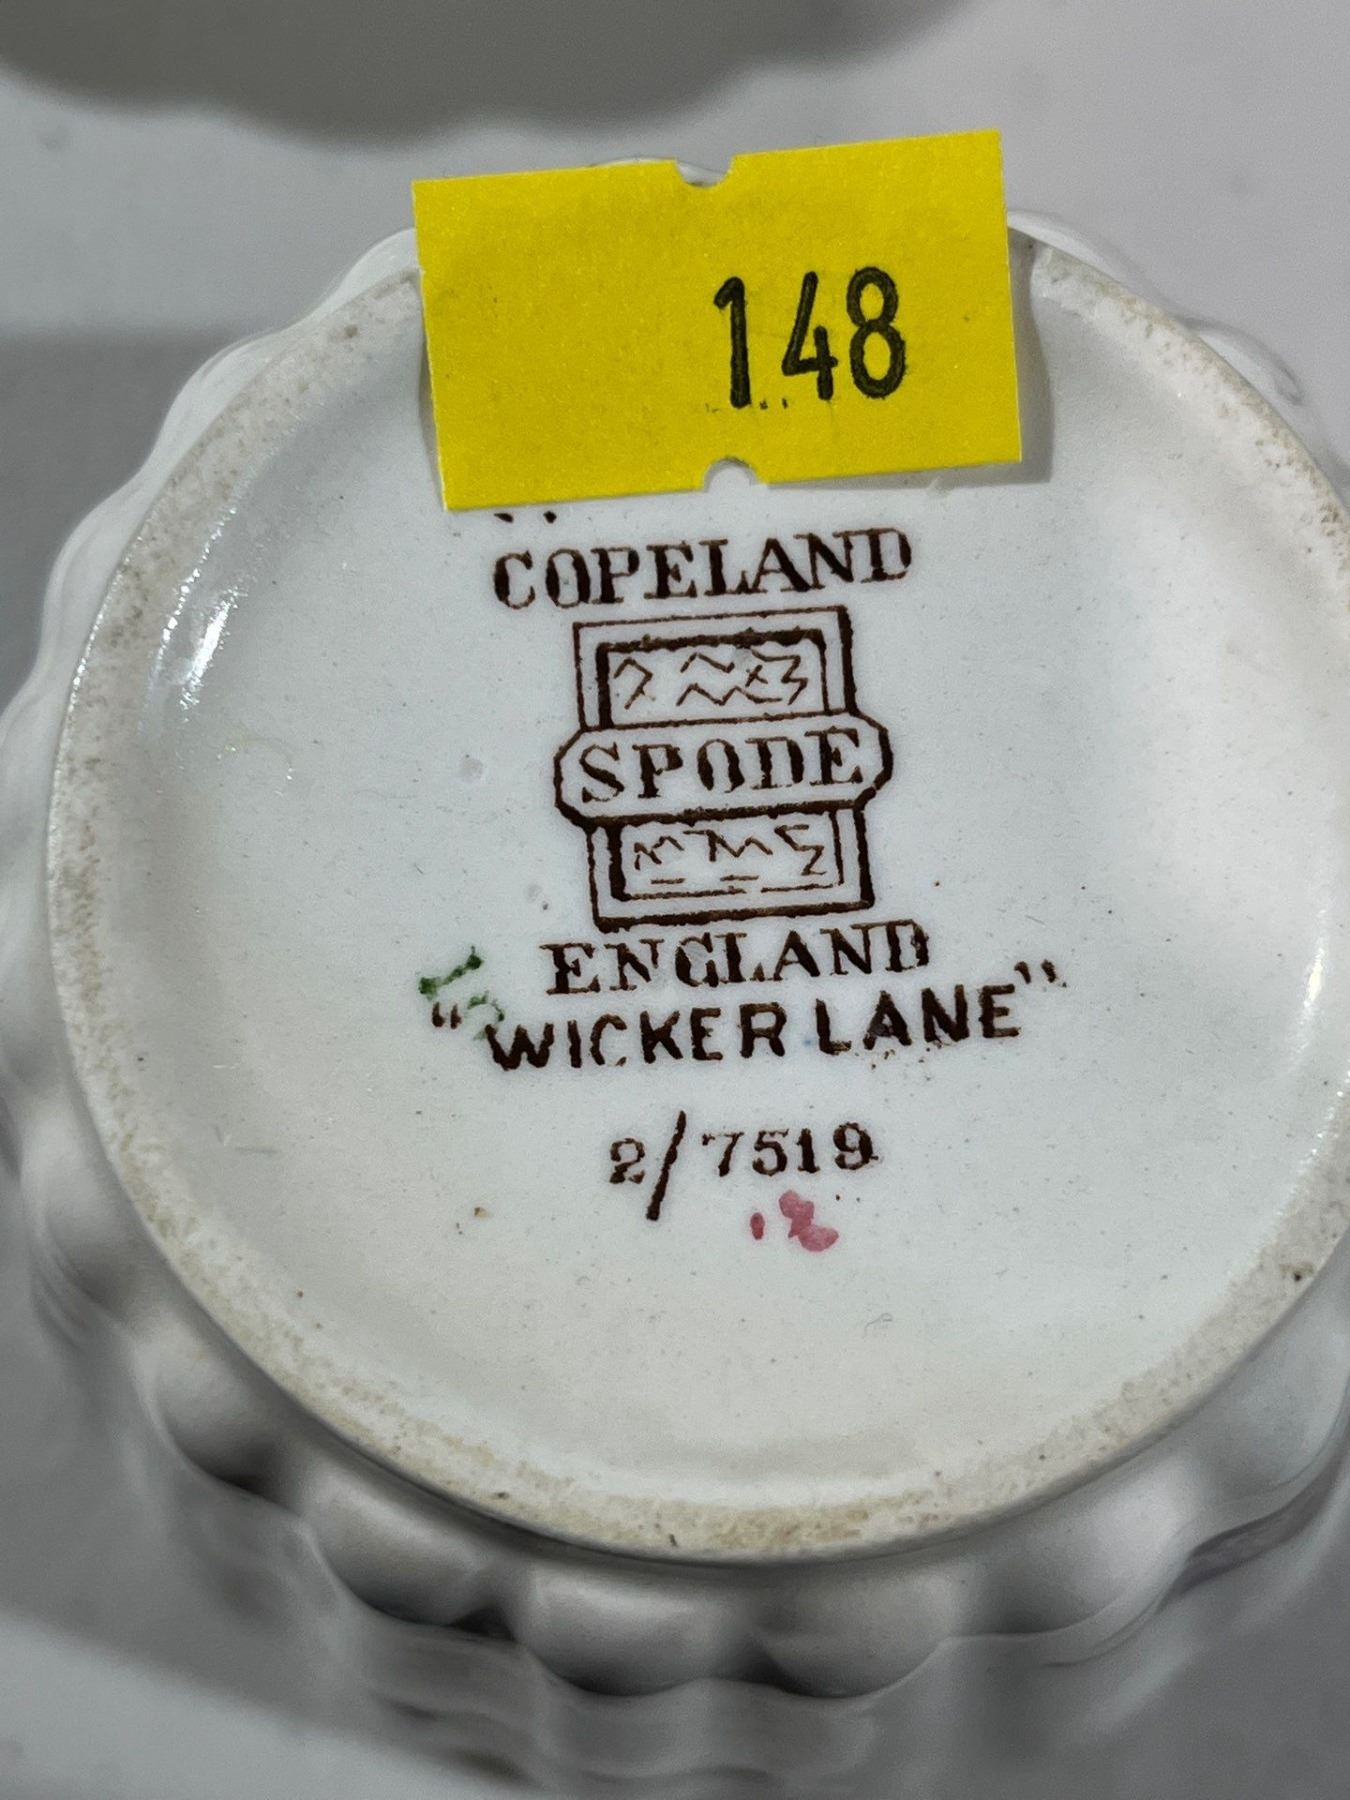 148
COPELAND
SPODE
ENGLAND
"WICKER LANE"
2/7519